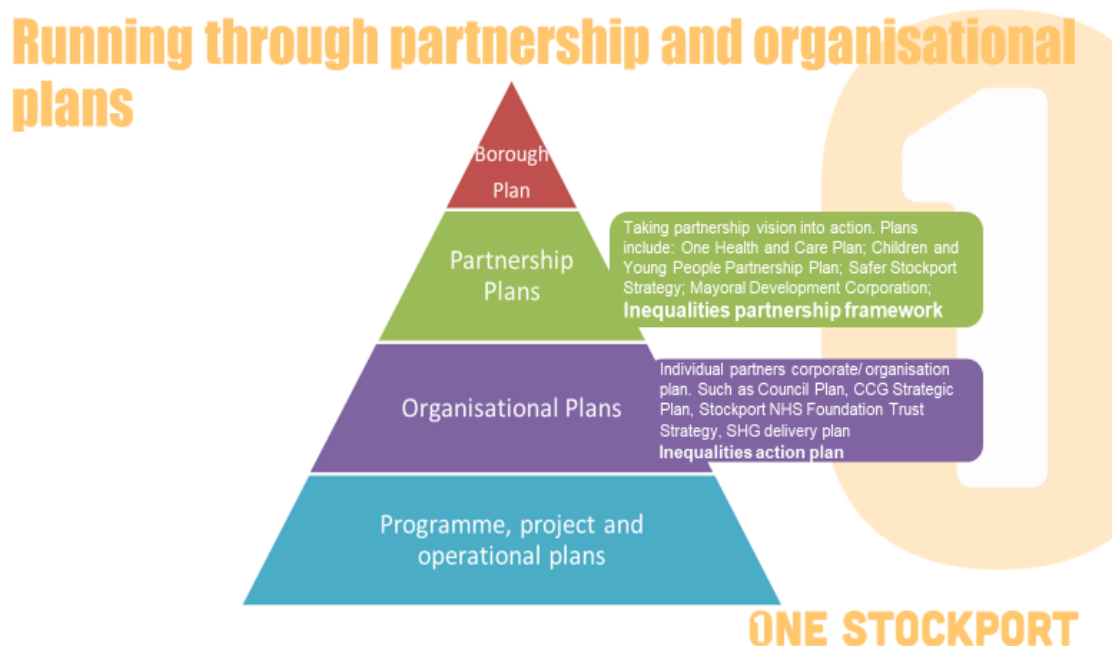 Running through partnership and organisational
plans
Borough
Plan
Partnership
Plans
Taking partnership vision into action. Plans
include: One Health and Care Plan; Children and
Young People Partnership Plan; Safer Stockport
Strategy; Mayoral Development Corporation;
Inequalities partnership framework
Organisational Plans
Individual partners corporate/ organisation
plan. Such as Council Plan, CCG Strategic
Plan, Stockport NHS Foundation Trust
Strategy, SHG delivery plan
Inequalities action plan
Programme, project and
operational plans
1
ONE STOCKPORT